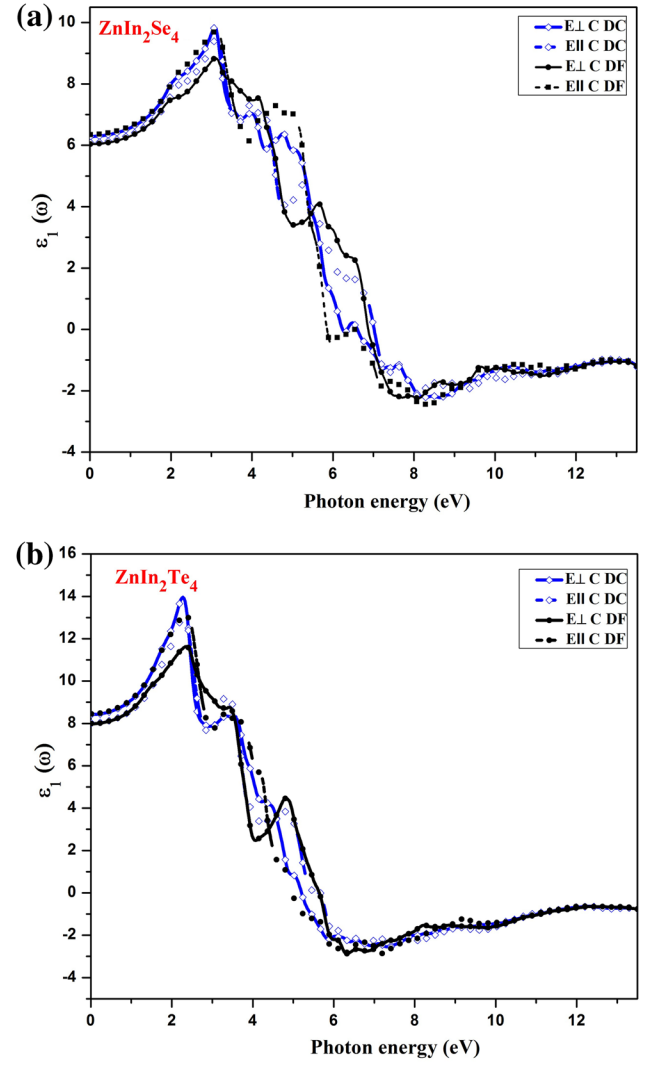 (a)
ZnIn₂Se₄
E⊥ C DC
E∥ C DC
E⊥ C DF
E∥ C DF
10
8
6
4
2
0
-2
-4
ε₁ (ω)
0 2 4 6 8 10 12
Photon energy (eV)
(b)
ZnIn₂Te₄
E⊥ C DC
E∥ C DC
E⊥ C DF
E∥ C DF
16
14
12
10
8
6
4
2
0
-2
-4
ε₁ (ω)
0 2 4 6 8 10 12
Photon energy (eV)